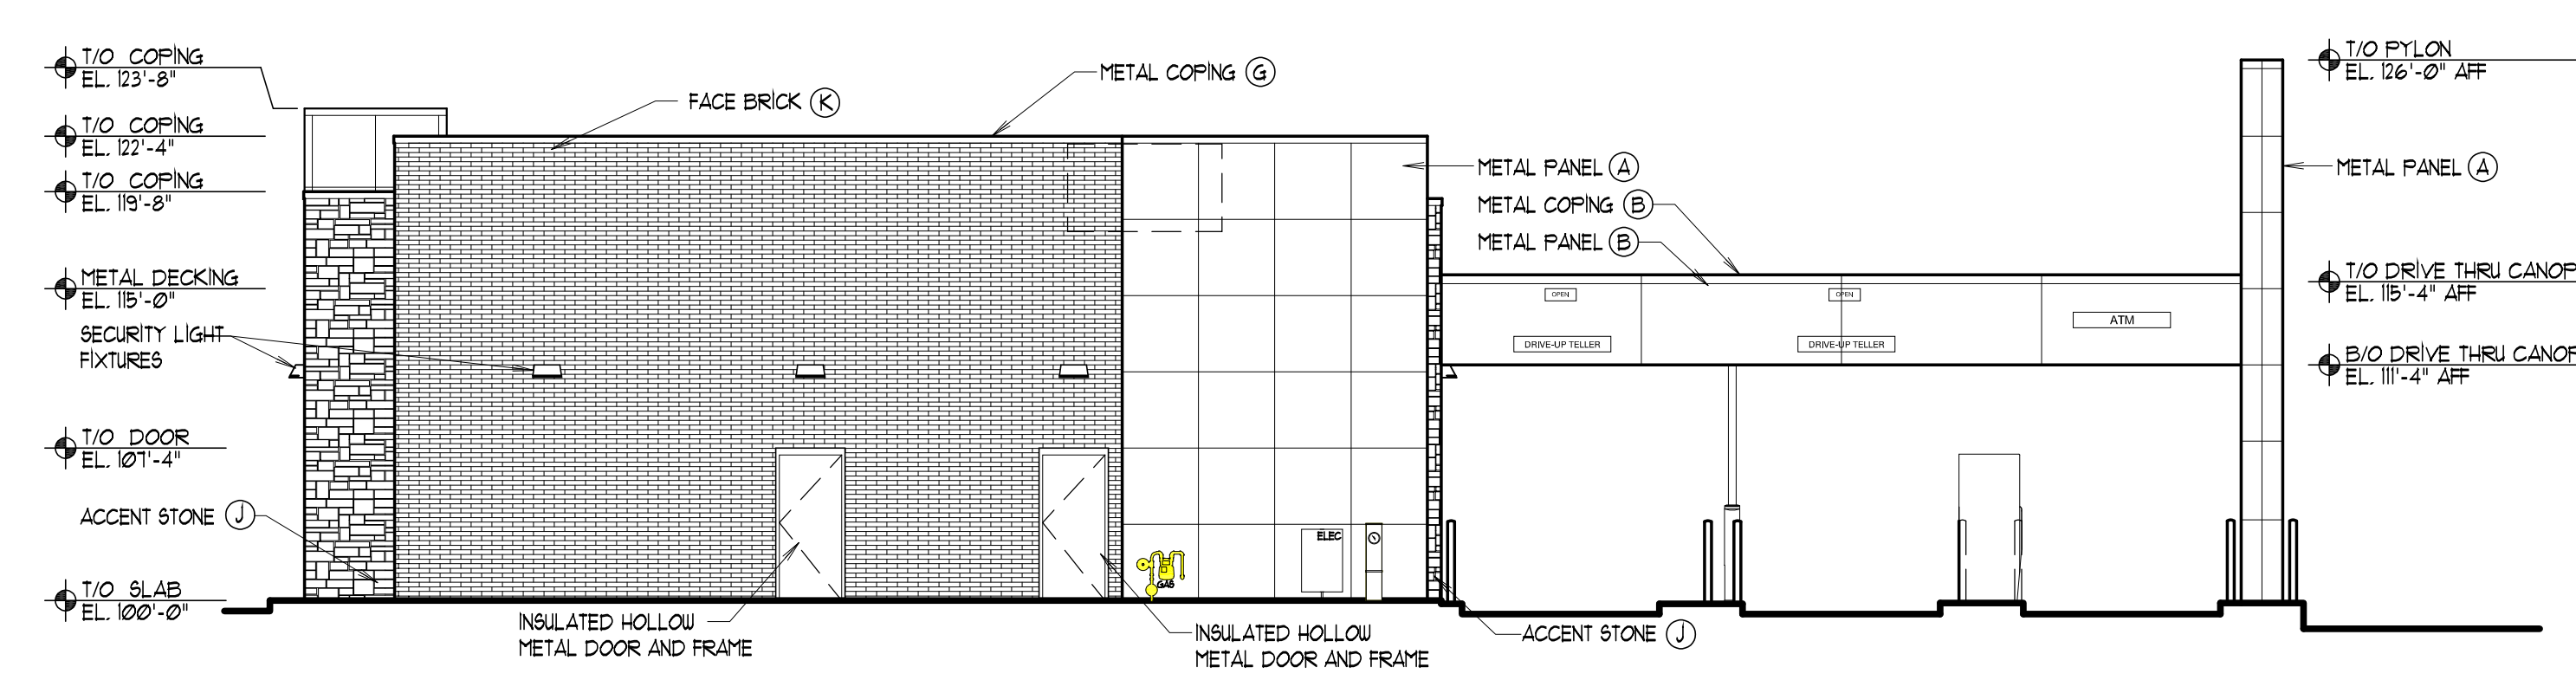 T/O COPING
EL. 123'-8"
T/O COPING
EL. 122'-4"
T/O COPING
EL. 119'-8"
METAL DECKING
EL. 115'-0"
SECURITY LIGHT
FIXTURES
T/O DOOR
EL. 107'-4"
ACCENT STONE J
T/O SLAB
EL. 100'-0"
FACE BRICK K
METAL COPING G
INSULATED HOLLOW
METAL DOOR AND FRAME
INSULATED HOLLOW
METAL DOOR AND FRAME
GAS
ELEC
METAL PANEL A
METAL COPING B
METAL PANEL B
OPEN
OPEN
DRIVE-UP TELLER
DRIVE-UP TELLER
ATM
ACCENT STONE J
T/O PYLON
EL. 126'-0" AFF
METAL PANEL A
T/O DRIVE THRU CANOP
EL. 115'-4" AFF
B/O DRIVE THRU CANOP
EL. 111'-4" AFF